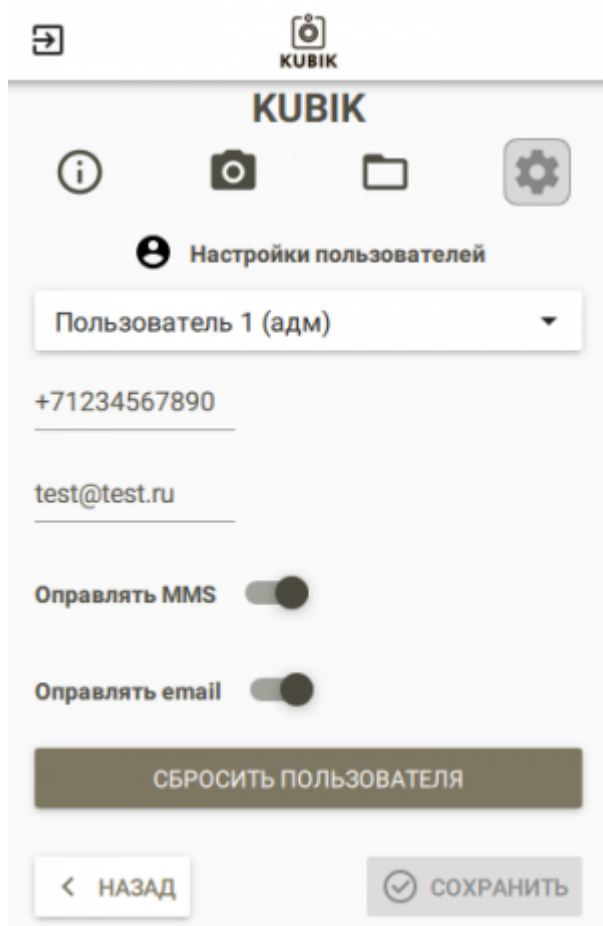 KUBIK
KUBIK
Настройки пользователей
Пользователь 1 (адм)
+71234567890
test@test.ru
Оправлять MMS
Оправлять email
СБРОСИТЬ ПОЛЬЗОВАТЕЛЯ
НАЗАД
СОХРАНИТЬ